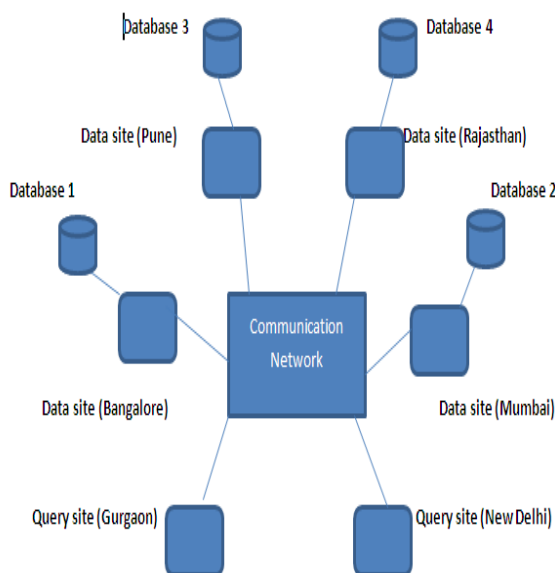 Database 3
Database 4
Data site (Pune)
Data site (Rajasthan)
Database 1
Database 2
Communication
Network
Data site (Bangalore)
Data site (Mumbai)
Query site (Gurgaon)
Query site (New Delhi)